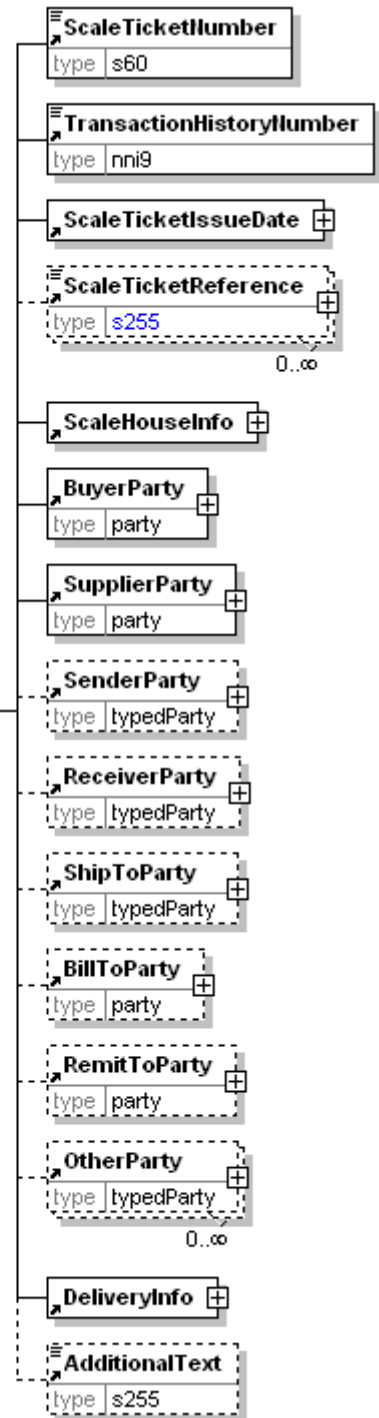 ScaleTicketNumber
type s60
TransactionHistoryNumber
type nni9
ScaleTicketIssueDate
ScaleTicketReference
type s255
0..∞
ScaleHouseInfo
BuyerParty
type party
SupplierParty
type party
SenderParty
type typedParty
ReceiverParty
type typedParty
ShipToParty
type typedParty
BillToParty
type party
RemitToParty
type party
OtherParty
type typedParty
0..∞
DeliveryInfo
AdditionalText
type s255